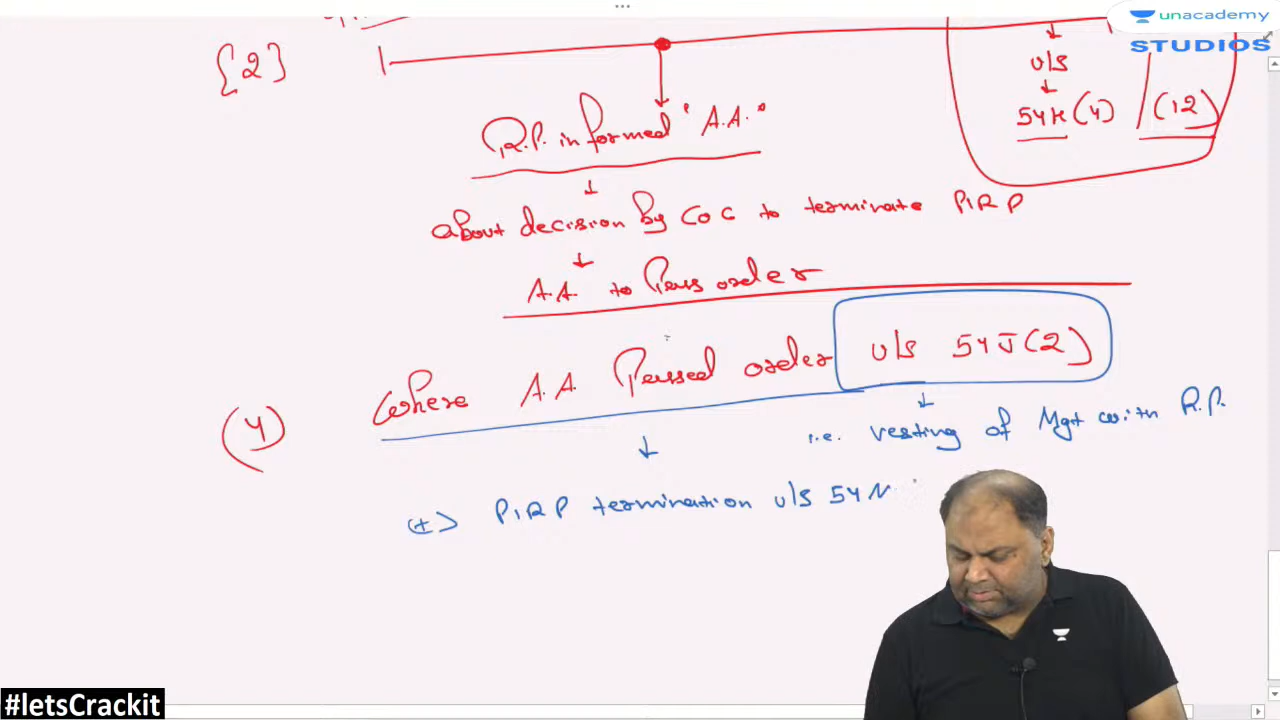 unacademy
STUDIOS
{2}
u/s
54K(4) / (12)
R.P. informed "A.A."
about decision by CoC to terminate PIRP
A.A. to Pass order
(4) where A.A. Passed order u/s 54J(2)
i.e. vesting of Mgt with R.P.
(+) PIRP termination u/s 54N
#letsCrackit